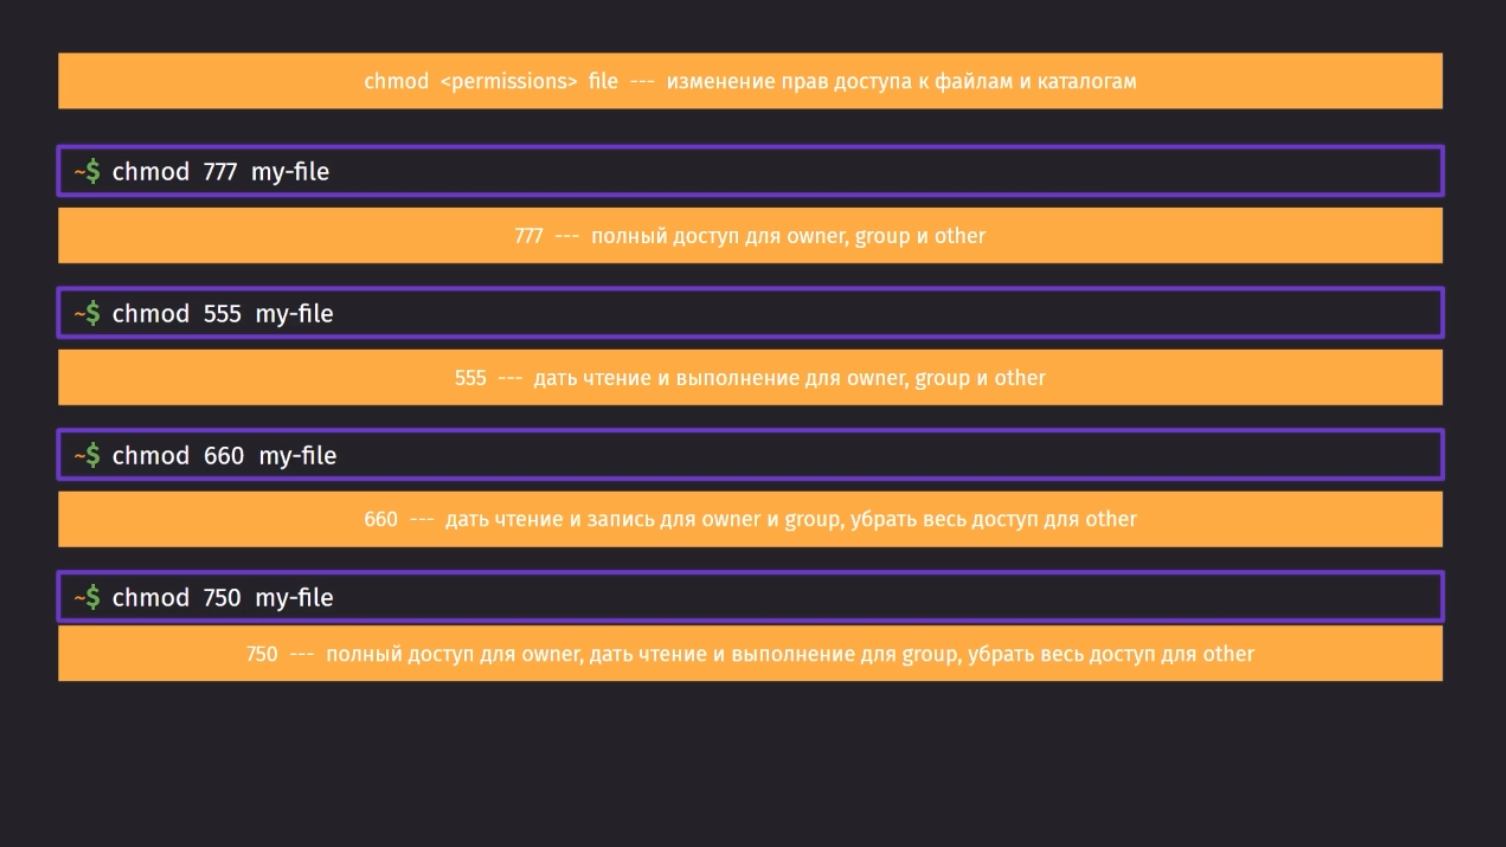 chmod <permissions> file --- изменение прав доступа к файлам и каталогам
~$ chmod 777 my-file
777 --- полный доступ для owner, group и other
~$ chmod 555 my-file
555 --- дать чтение и выполнение для owner, group и other
~$ chmod 660 my-file
660 --- дать чтение и запись для owner и group, убрать весь доступ для other
~$ chmod 750 my-file
750 --- полный доступ для owner, дать чтение и выполнение для group, убрать весь доступ для other